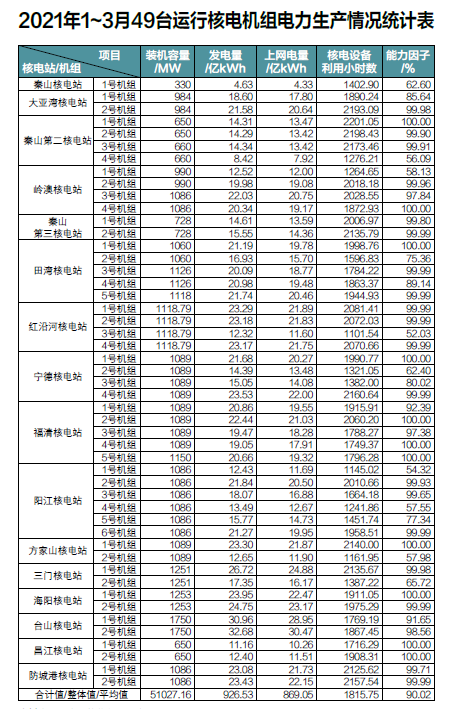 2021年1~3月49台运行核电机组电力生产情况统计表
项目 装机容量/MW 发电量/亿kWh 上网电量/亿kWh 核电设备利用小时数 能力因子/%
核电站/机组
秦山核电站 1号机组 330 4.63 4.33 1402.90 62.60
大亚湾核电站 1号机组 984 18.60 17.80 1890.24 85.64
2号机组 984 21.58 20.64 2193.09 99.98
秦山第二核电站 1号机组 650 14.31 13.47 2201.05 100.00
2号机组 650 14.29 13.42 2198.43 99.90
3号机组 660 14.34 13.42 2173.46 99.91
4号机组 660 8.42 7.92 1276.21 56.09
岭澳核电站 1号机组 990 12.52 12.00 1264.65 58.13
2号机组 990 19.98 19.08 2018.18 99.96
3号机组 1086 22.03 20.75 2028.55 97.84
4号机组 1086 20.34 19.17 1872.93 100.00
秦山第三核电站 1号机组 728 14.61 13.59 2006.97 99.80
2号机组 728 15.55 14.36 2135.79 99.99
田湾核电站 1号机组 1060 21.19 19.78 1998.76 100.00
2号机组 1060 16.93 15.70 1596.83 75.36
3号机组 1126 20.09 18.77 1784.22 99.99
4号机组 1126 20.98 19.48 1863.37 89.14
5号机组 1118 21.74 20.46 1944.93 99.99
红沿河核电站 1号机组 1118.79 23.29 21.89 2081.41 99.99
2号机组 1118.79 23.18 21.83 2072.03 99.99
3号机组 1118.79 12.32 11.60 1101.54 52.03
4号机组 1118.79 23.17 21.75 2070.66 99.99
宁德核电站 1号机组 1089 21.68 20.27 1990.77 100.00
2号机组 1089 14.39 13.48 1321.05 62.40
3号机组 1089 15.05 14.08 1382.00 80.02
4号机组 1089 23.53 22.00 2160.64 99.99
福清核电站 1号机组 1089 20.86 19.55 1915.91 92.39
2号机组 1089 22.44 21.03 2060.20 100.00
3号机组 1089 19.47 18.28 1788.27 97.38
4号机组 1089 19.05 17.91 1749.37 100.00
5号机组 1150 20.66 19.32 1796.28 100.00
阳江核电站 1号机组 1086 12.43 11.69 1145.02 54.32
2号机组 1086 21.84 20.50 2010.66 99.93
3号机组 1086 18.07 16.88 1664.18 99.65
4号机组 1086 13.49 12.67 1241.86 57.55
5号机组 1086 15.77 14.73 1451.74 77.34
6号机组 1086 21.27 19.95 1958.51 99.99
方家山核电站 1号机组 1089 23.30 21.87 2140.00 100.00
2号机组 1089 12.65 11.90 1161.95 57.98
三门核电站 1号机组 1251 26.72 24.88 2135.67 99.98
2号机组 1251 17.35 16.17 1387.22 65.72
海阳核电站 1号机组 1253 23.95 22.47 1911.05 100.00
2号机组 1253 24.75 23.17 1975.29 99.99
台山核电站 1号机组 1750 30.96 28.95 1769.19 91.65
2号机组 1750 32.68 30.47 1867.45 98.56
昌江核电站 1号机组 650 11.16 10.26 1716.29 100.00
2号机组 650 12.40 11.51 1908.31 100.00
防城港核电站 1号机组 1086 23.08 21.73 2125.62 99.71
2号机组 1086 23.43 22.15 2157.54 99.99
合计值/整体值/平均值 51027.16 926.53 869.05 1815.75 90.02